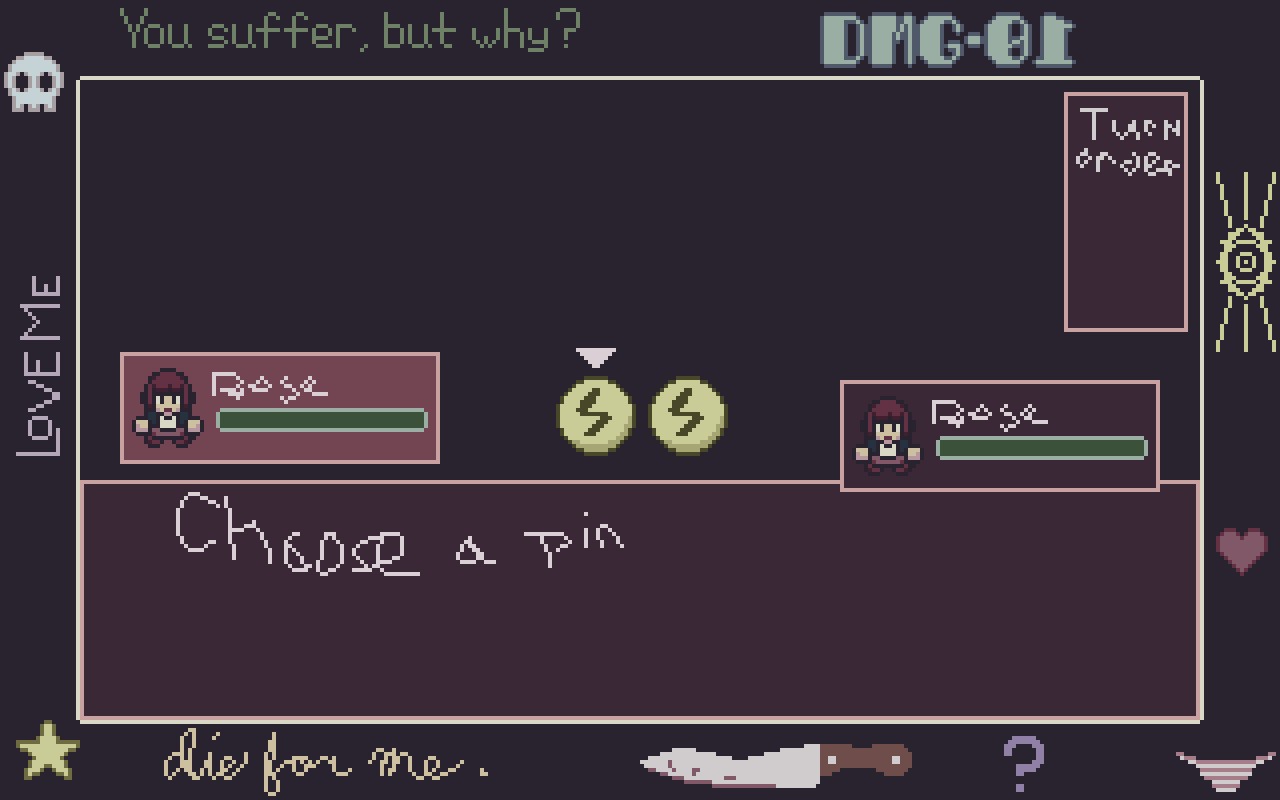 You suffer, but why?
DMG-01
Turn
order
LOVE ME
Rose
Rose
Choose a pin
die for me.
?